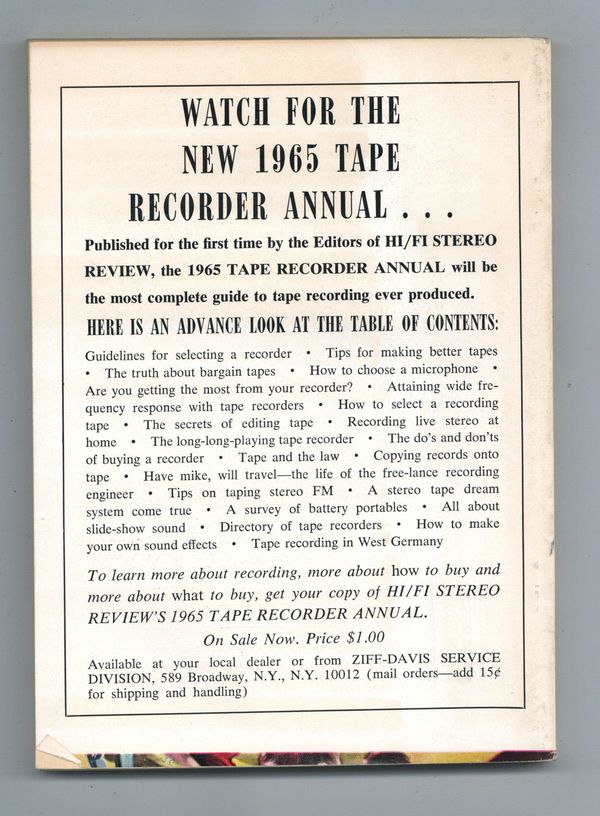 WATCH FOR THE
NEW 1965 TAPE
RECORDER ANNUAL . . .
Published for the first time by the Editors of HI/FI STEREO
REVIEW, the 1965 TAPE RECORDER ANNUAL will be
the most complete guide to tape recording ever produced.
HERE IS AN ADVANCE LOOK AT THE TABLE OF CONTENTS:
Guidelines for selecting a recorder • Tips for making better tapes
• The truth about bargain tapes • How to choose a microphone •
Are you getting the most from your recorder? • Attaining wide fre-
quency response with tape recorders • How to select a recording
tape • The secrets of editing tape • Recording live stereo at
home • The long-long-playing tape recorder • The do's and don'ts
of buying a recorder • Tape and the law • Copying records onto
tape • Have mike, will travel—the life of the free-lance recording
engineer • Tips on taping stereo FM • A stereo tape dream
system come true • A survey of battery portables • All about
slide-show sound • Directory of tape recorders • How to make
your own sound effects • Tape recording in West Germany
To learn more about recording, more about how to buy and
more about what to buy, get your copy of HI/FI STEREO
REVIEW'S 1965 TAPE RECORDER ANNUAL.
On Sale Now. Price $1.00
Available at your local dealer or from ZIFF-DAVIS SERVICE
DIVISION, 589 Broadway, N.Y., N.Y. 10012 (mail orders—add 15¢
for shipping and handling)